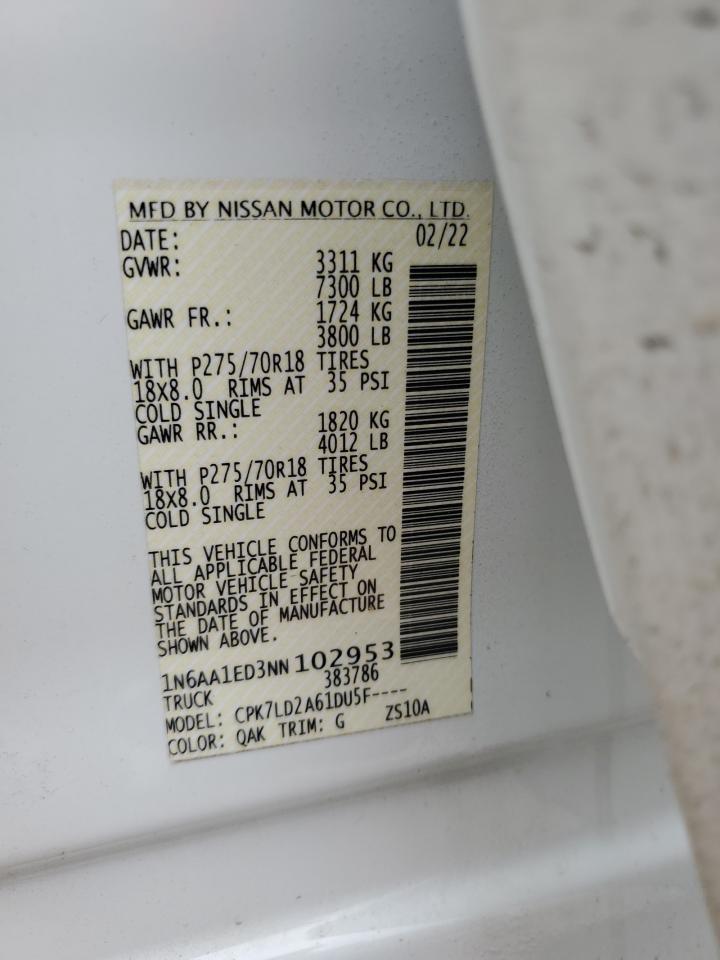 MFD BY NISSAN MOTOR CO., LTD.
DATE: 02/22
GVWR: 3311 KG
7300 LB
GAWR FR.: 1724 KG
3800 LB
WITH P275/70R18 TIRES
18X8.0 RIMS AT 35 PSI
COLD SINGLE
GAWR RR.: 1820 KG
4012 LB
WITH P275/70R18 TIRES
18X8.0 RIMS AT 35 PSI
COLD SINGLE
THIS VEHICLE CONFORMS TO
ALL APPLICABLE FEDERAL
MOTOR VEHICLE SAFETY
STANDARDS IN EFFECT ON
THE DATE OF MANUFACTURE
SHOWN ABOVE.
1N6AA1ED3NN102953
TRUCK 383786
MODEL: CPK7LD2A61DU5F----
COLOR: QAK TRIM: G ZS10A